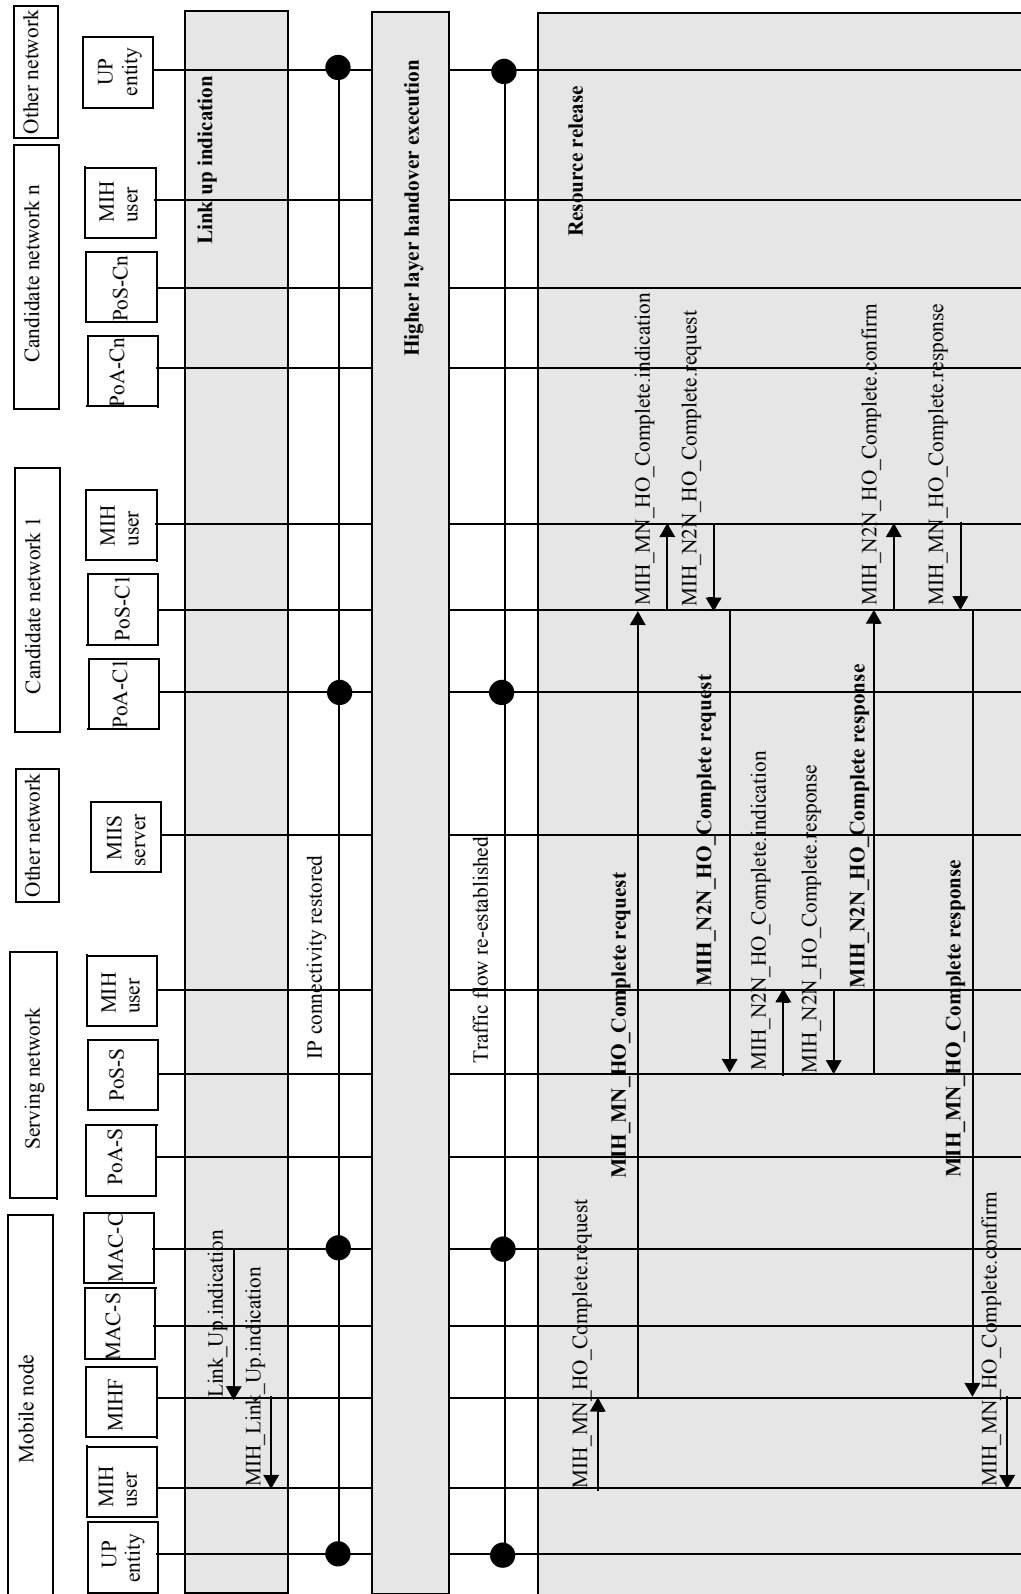 Mobile node
Serving network
Other network
Candidate network 1
Candidate network n
Other network
UP
entity
MIH
user
MIHF
MAC-S
MAC-C
PoA-S
PoS-S
MIH
user
MIIS
server
PoA-C1
PoS-C1
MIH
user
PoA-Cn
PoS-Cn
MIH
user
UP
entity
Link up indication
Link_Up.indication
MIH_Link_Up.indication
IP connectivity restored
Higher layer handover execution
Traffic flow re-established
Resource release
MIH_MN_HO_Complete.request
MIH_MN_HO_Complete request
MIH_MN_HO_Complete.indication
MIH_N2N_HO_Complete.request
MIH_N2N_HO_Complete request
MIH_N2N_HO_Complete.indication
MIH_N2N_HO_Complete.response
MIH_N2N_HO_Complete response
MIH_N2N_HO_Complete.confirm
MIH_MN_HO_Complete.response
MIH_MN_HO_Complete response
MIH_MN_HO_Complete.confirm